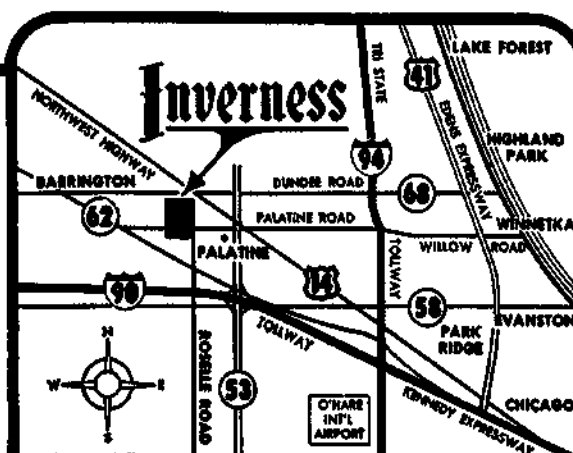 LAKE FOREST
TRI STATE
41
EDENS EXPRESSWAY
Inverness
NORTHWEST HIGHWAY
HIGHLAND
PARK
94
BARRINGTON
DUNDEE ROAD
68
62
PALATINE ROAD
WINNETKA
PALATINE
WILLOW ROAD
TOLLWAY
90
14
58
EVANSTON
TOLLWAY
PARK
RIDGE
N
W
E
S
ROSELLE ROAD
53
O'HARE
INT'L
AIRPORT
KENNEDY EXPRESSWAY
CHICAGO